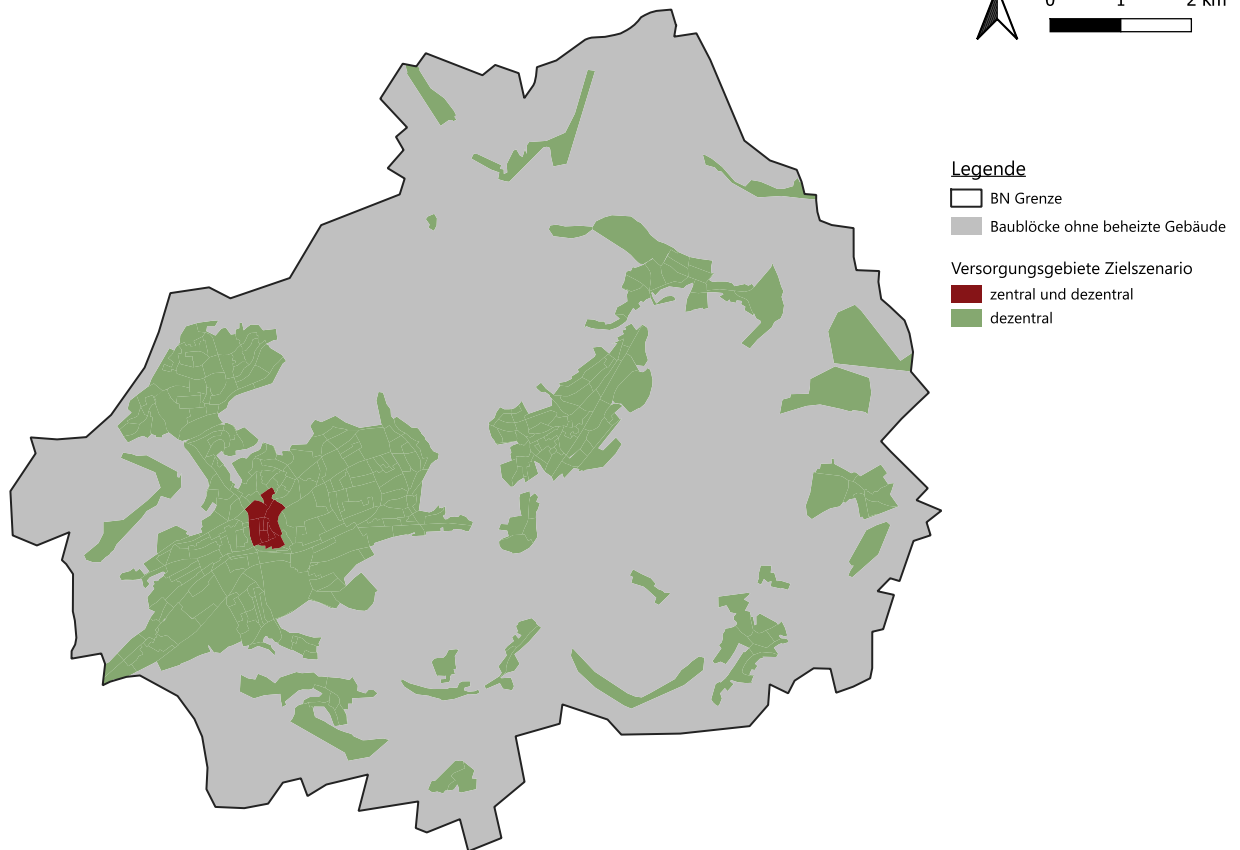 0 1 2 km
Legende
BN Grenze
Baublöcke ohne beheizte Gebäude
Versorgungsgebiete Zielszenario
zentral und dezentral
dezentral